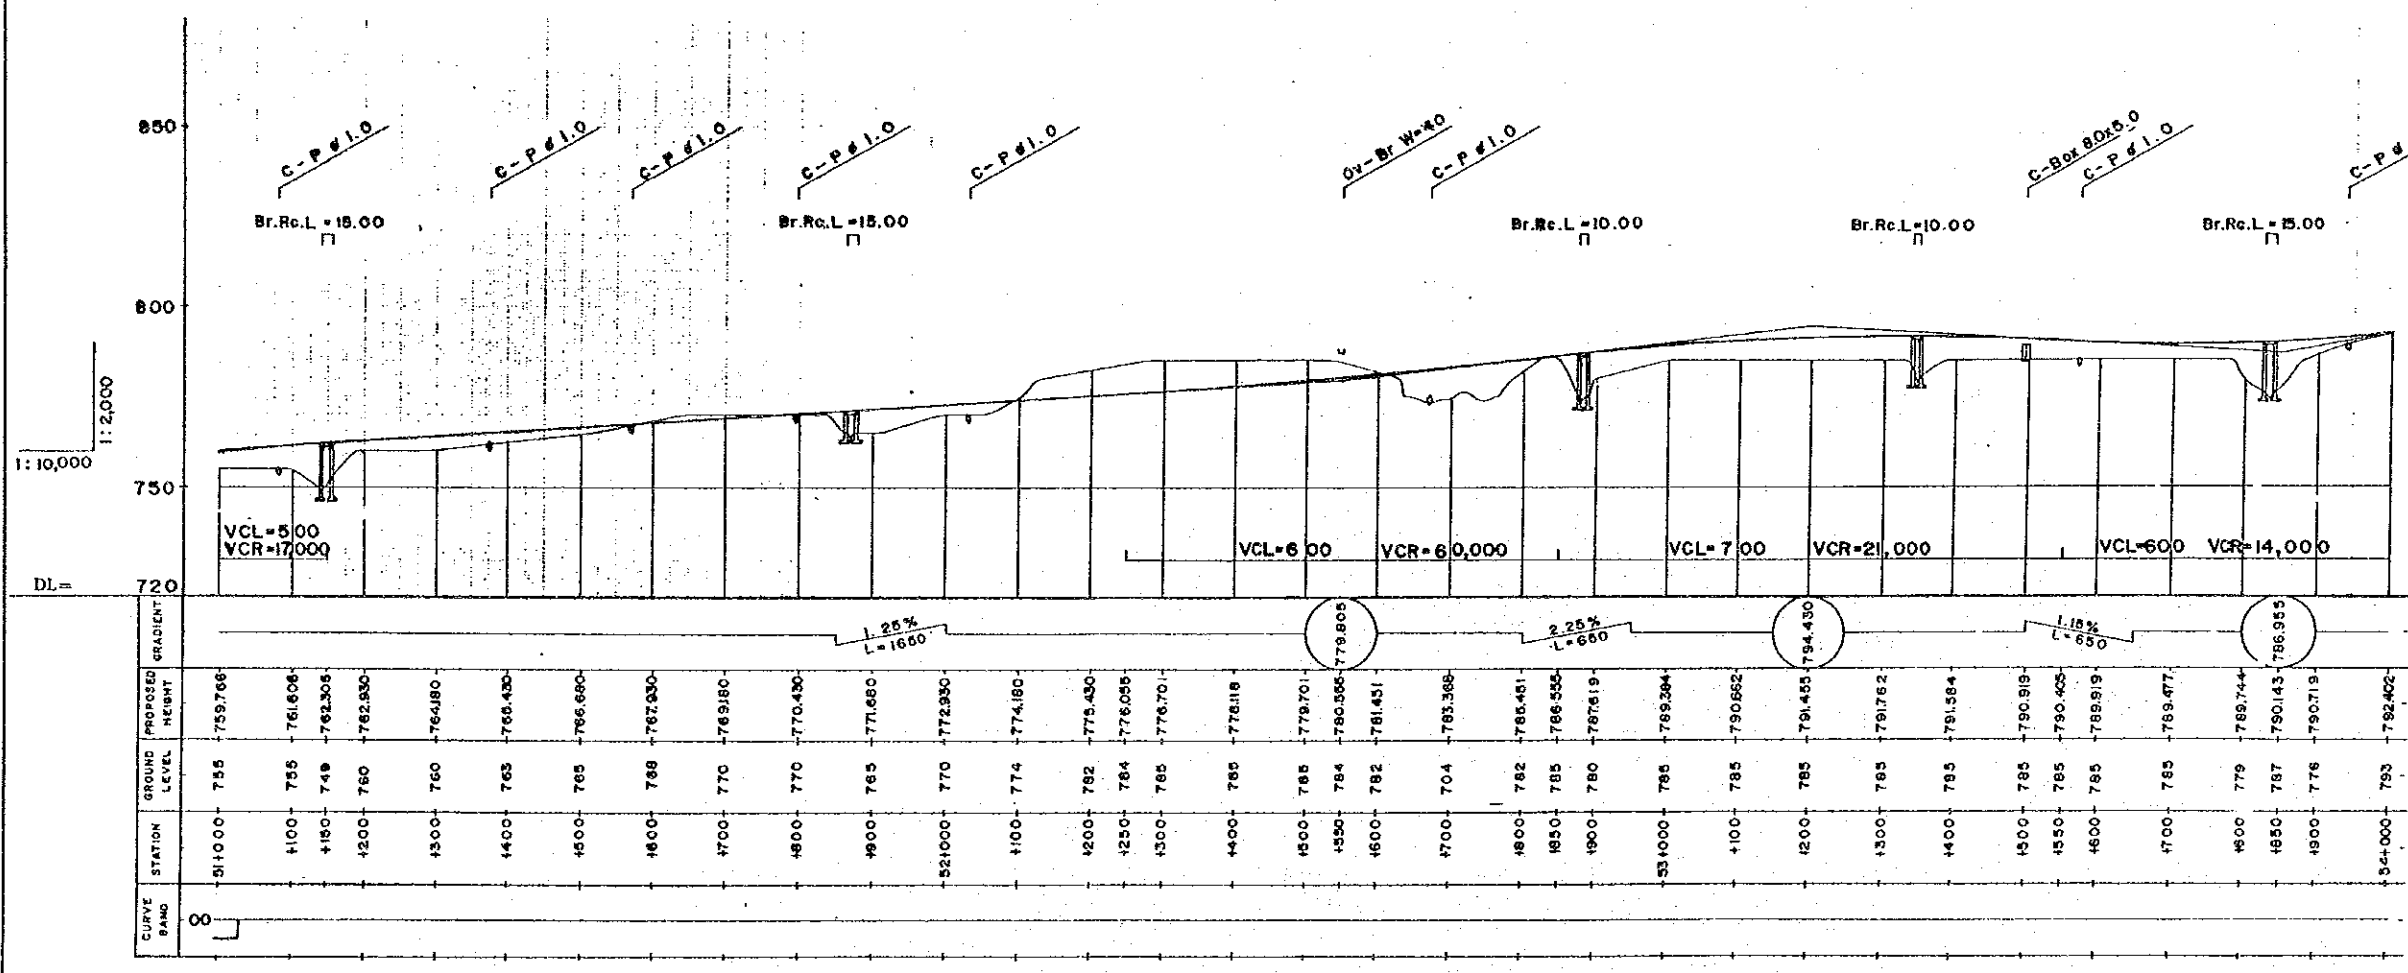 850
C-P ø 1.0
C-P ø 1.0
C-P ø 1.0
C-P ø 1.0
C-P ø 1.0
Ov-Br W=4.0
C-P ø 1.0
C-Box 8.0x5.0
C-P ø 1.0
C-P ø
Br.Rc.L=15.00
Br.Rc.L=15.00
Br.Rc.L=10.00
Br.Rc.L=10.00
Br.Rc.L=15.00
800
1:2,000
1:10,000
750
VCL=500
VCR=17,000
VCL=600
VCR=60,000
VCL=700
VCR=21,000
VCL=600
VCR=14,000
DL=
720
GRADIENT
1.25%
L=1650
779.805
2.25%
L=650
794.430
1.15%
L=650
786.955
PROPOSED HEIGHT
759.766 761.606 762.305 762.930 764.180 765.430 766.680 767.930 769.180 770.430 771.680 772.930 774.180 775.430 776.055 776.701 778.118 779.701 780.555 781.451 783.368 785.451 786.555 787.619 789.384 790.662 791.455 791.762 791.584 790.919 790.405 789.919 789.477 789.744 790.143 790.719 792.402
GROUND LEVEL
755 755 749 760 760 763 765 768 770 770 765 770 774 782 784 785 785 785 784 782 704 782 785 780 785 785 785 785 785 785 785 785 785 779 787 776 793
STATION
51+000 +100 +150 +200 +300 +400 +500 +600 +700 +800 +900 52+000 +100 +200 +250 +300 +400 +500 +550 +600 +700 +800 +850 +900 53+000 +100 +200 +300 +400 +500 +550 +600 +700 +800 +850 +900 54+000
CURVE BAND
00